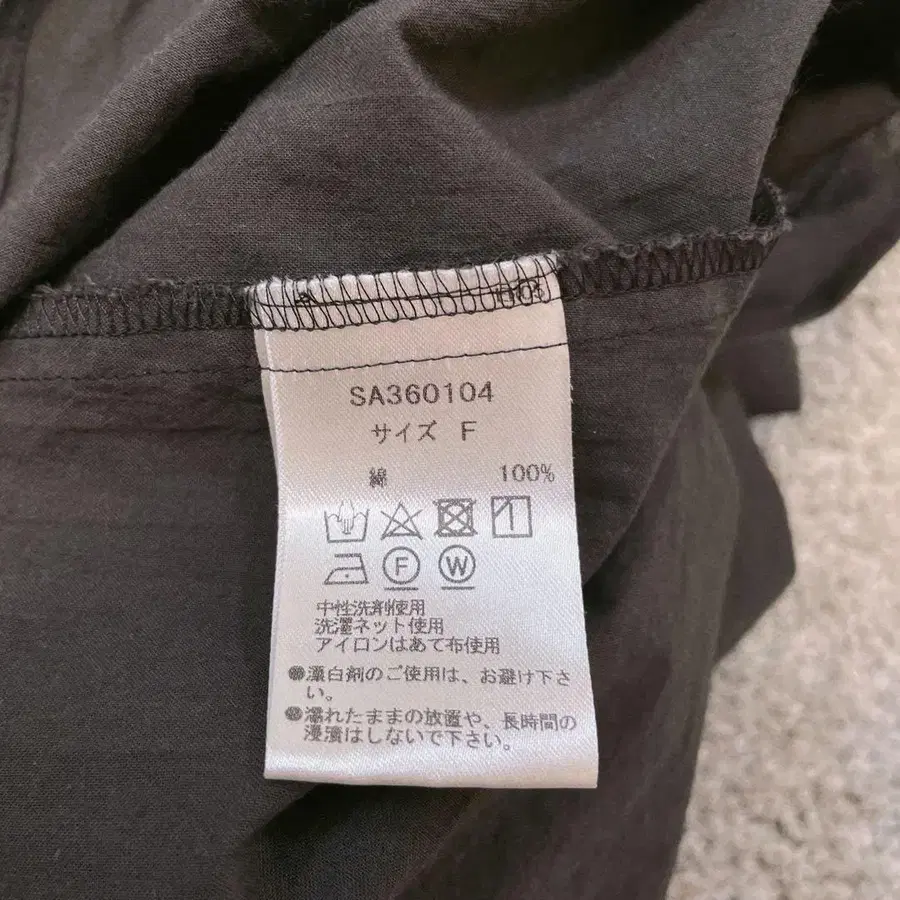 SA360104
サイズ F
綿 100%
F W
中性洗剤使用
洗濯ネット使用
アイロンはあて布使用
●漂白剤のご使用は、お避け下さ
い。
●濡れたままの放置や、長時間の
浸漬はしないで下さい。